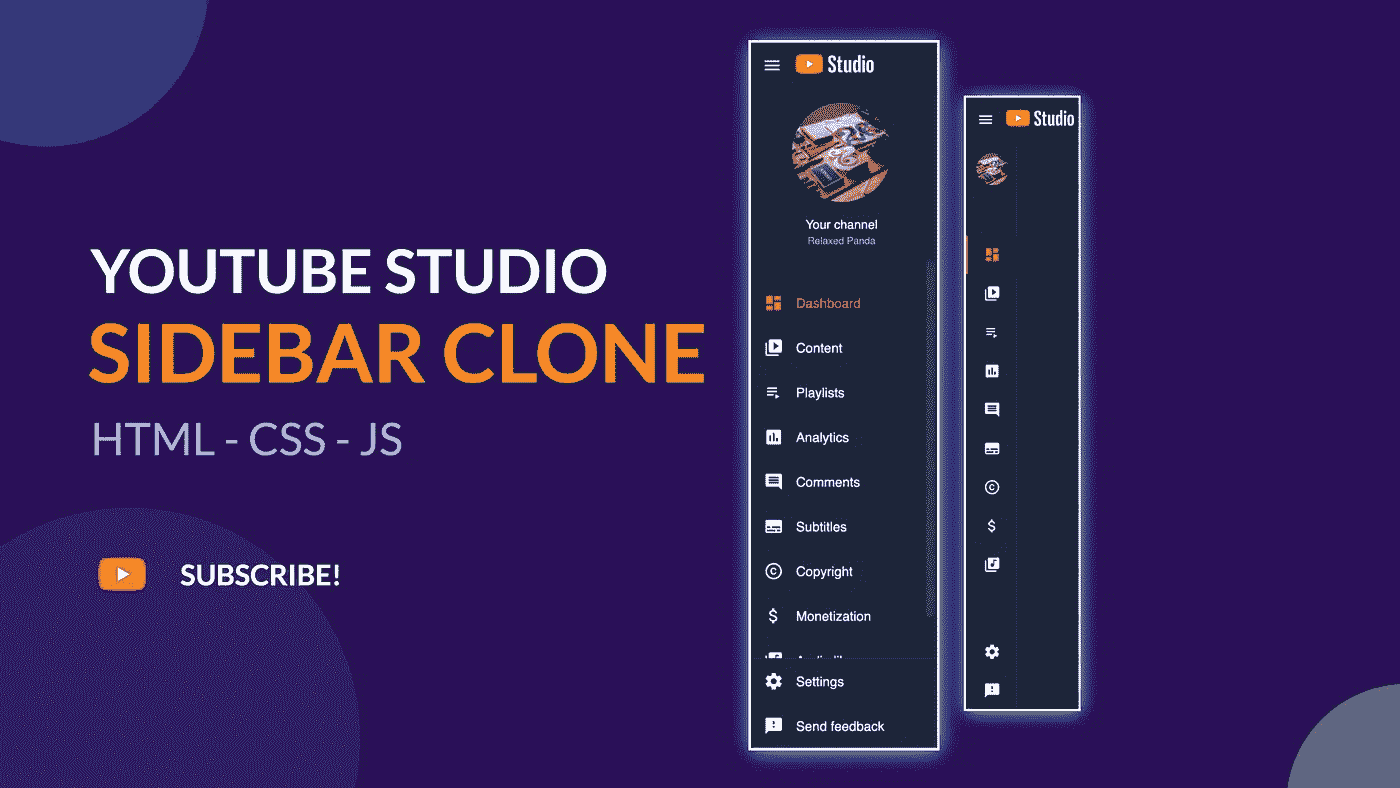 YOUTUBE STUDIO
SIDEBAR CLONE
HTML - CSS - JS
SUBSCRIBE!
Studio
Your channel
Relaxed Panda
Dashboard
Content
Playlists
Analytics
Comments
Subtitles
Copyright
Monetization
Settings
Send feedback
Studio